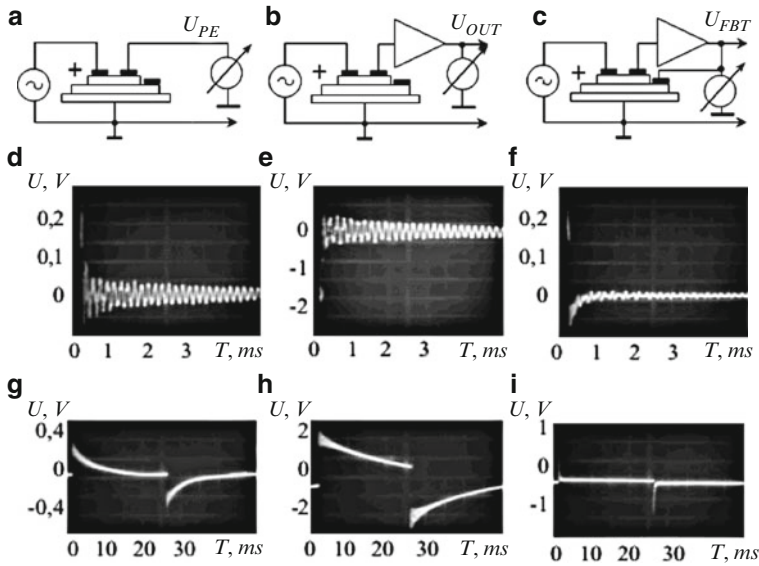 a
b
c
U_PE
U_OUT
U_FBT
+
+
+
d
e
f
U, V
U, V
U, V
0,2
0,1
0
0
-1
-2
0,2
0,1
0
0 1 2 3 T, ms
0 1 2 3 T, ms
0 1 2 3 T, ms
g
h
i
U, V
U, V
U, V
0,4
0
-0,4
2
0
-2
1
0
-1
0 10 20 30 T, ms
0 10 20 30 T, ms
0 10 20 30 T, ms